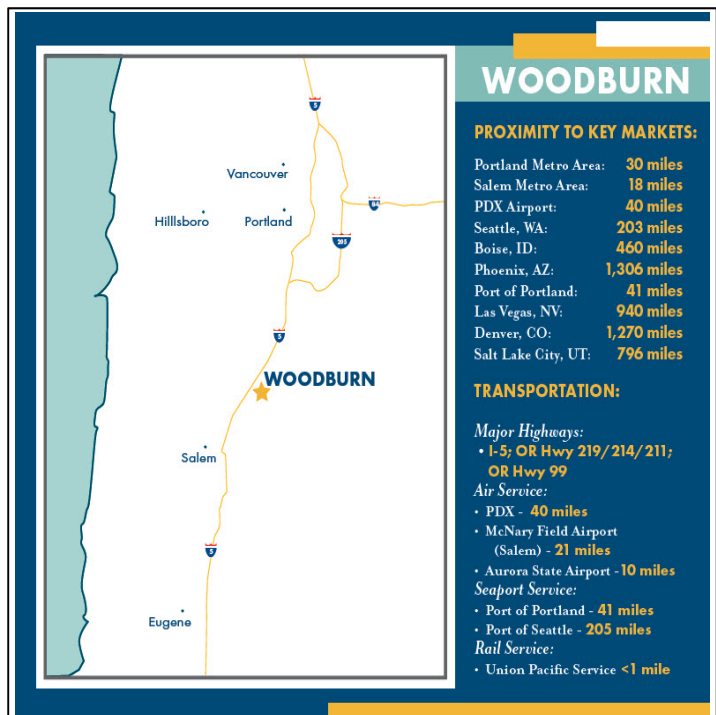 5
Vancouver
84
Hilllsboro
Portland
205
5
WOODBURN
Salem
5
Eugene
WOODBURN
PROXIMITY TO KEY MARKETS:
Portland Metro Area: 30 miles
Salem Metro Area: 18 miles
PDX Airport: 40 miles
Seattle, WA: 203 miles
Boise, ID: 460 miles
Phoenix, AZ: 1,306 miles
Port of Portland: 41 miles
Las Vegas, NV: 940 miles
Denver, CO: 1,270 miles
Salt Lake City, UT: 796 miles
TRANSPORTATION:
Major Highways:
• I-5; OR Hwy 219/214/211;
OR Hwy 99
Air Service:
• PDX - 40 miles
• McNary Field Airport
(Salem) - 21 miles
• Aurora State Airport - 10 miles
Seaport Service:
• Port of Portland - 41 miles
• Port of Seattle - 205 miles
Rail Service:
• Union Pacific Service <1 mile